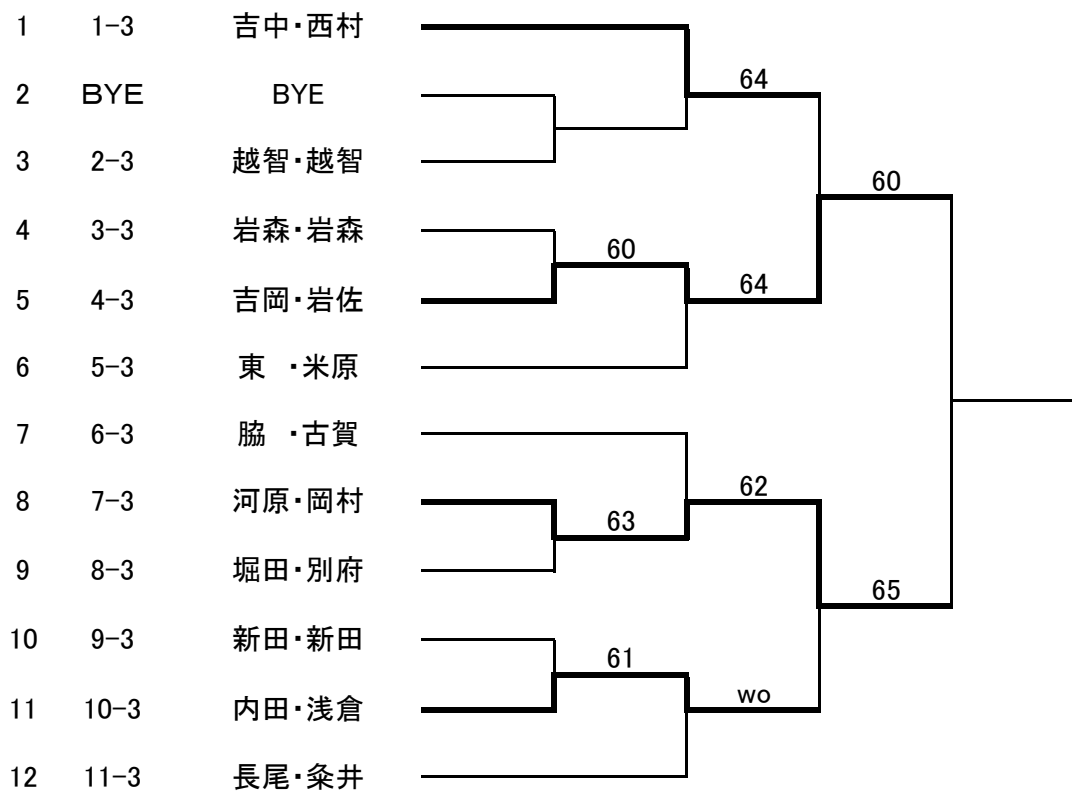 1 1-3 吉中・西村
64
2 BYE BYE
3 2-3 越智・越智
60
4 3-3 岩森・岩森
60
5 4-3 吉岡・岩佐
64
6 5-3 東 ・米原
7 6-3 脇 ・古賀
62
8 7-3 河原・岡村
63
9 8-3 堀田・別府
65
10 9-3 新田・新田
61
11 10-3 内田・浅倉
wo
12 11-3 長尾・粂井